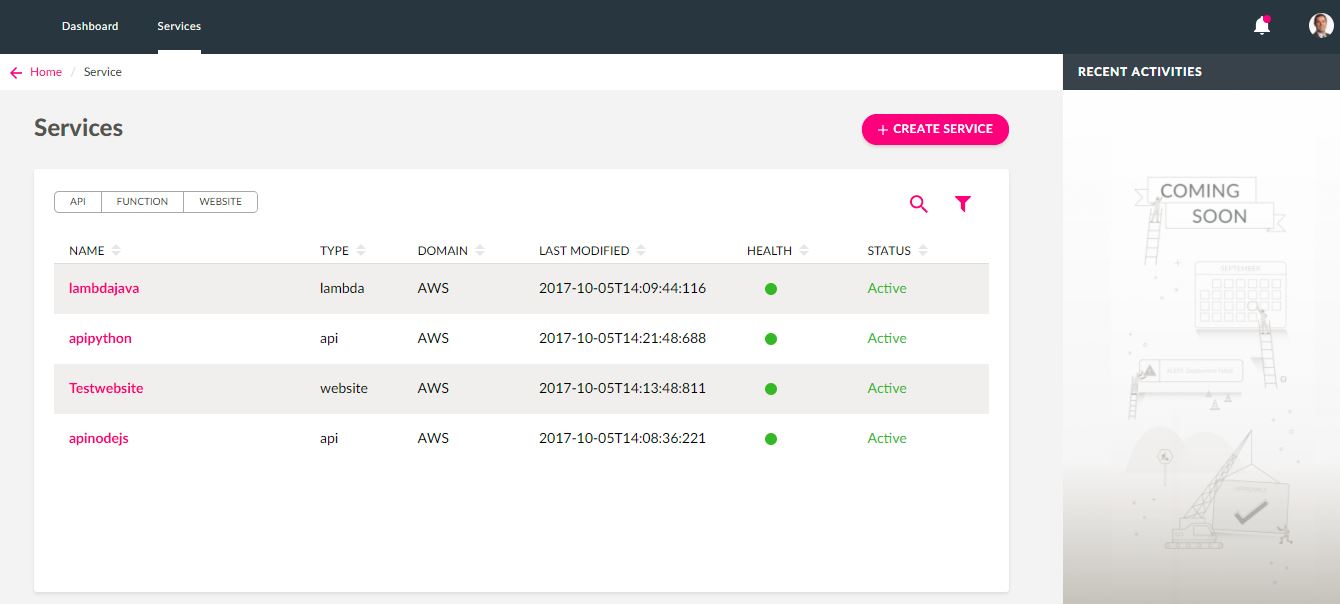 Dashboard Services
Home / Service
RECENT ACTIVITIES
Services
+ CREATE SERVICE
API FUNCTION WEBSITE
NAME TYPE DOMAIN LAST MODIFIED HEALTH STATUS
lambdajava lambda AWS 2017-10-05T14:09:44:116 Active
apipython api AWS 2017-10-05T14:21:48:688 Active
Testwebsite website AWS 2017-10-05T14:13:48:811 Active
apinodejs api AWS 2017-10-05T14:08:36:221 Active
COMING
SOON
SEPTEMBER